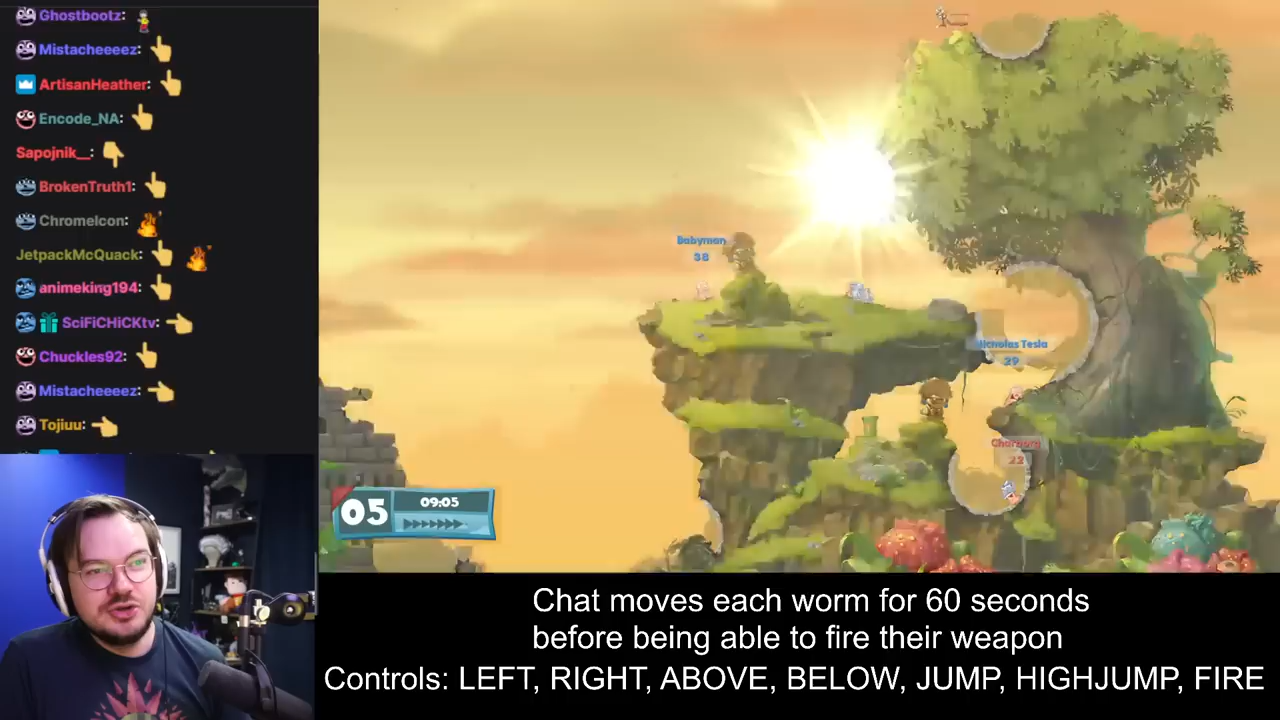 Ghostbootz:
Mistacheeeez:
ArtisanHeather:
Encode_NA:
Sapojnik__:
BrokenTruth1:
ChromeIcon:
JetpackMcQuack:
animeking194:
SciFiCHiCKtv:
Chuckles92:
Mistacheeeez:
Tojiuu:
Babyman
38
Nicholas Tesla
29
22
05
09:05
Chat moves each worm for 60 seconds
before being able to fire their weapon
Controls: LEFT, RIGHT, ABOVE, BELOW, JUMP, HIGHJUMP, FIRE